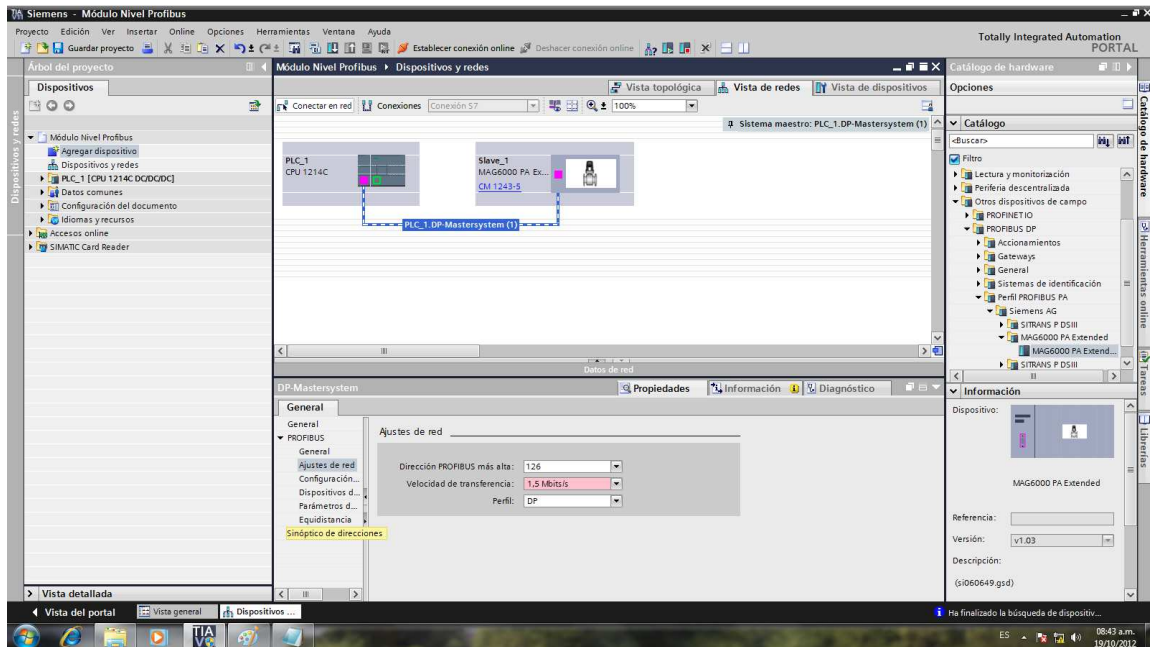 Siemens - Módulo Nivel Profibus
Proyecto Edición Ver Insertar Online Opciones Herramientas Ventana Ayuda
Guardar proyecto
Establecer conexión online
Deshacer conexión online
Totally Integrated Automation
PORTAL
Árbol del proyecto
Dispositivos
Dispositivos y redes
Módulo Nivel Profibus
Agregar dispositivo
Dispositivos y redes
PLC_1 [CPU 1214C DC/DC/DC]
Datos comunes
Configuración del documento
Idiomas y recursos
Accesos online
SIMATIC Card Reader
Vista detallada
Módulo Nivel Profibus Dispositivos y redes
Vista topológica
Vista de redes
Vista de dispositivos
Conectar en red
Conexiones
Conexión S7
100%
Sistema maestro: PLC_1.DP-Mastersystem (1)
PLC_1
CPU 1214C
Slave_1
MAG6000 PA Ex...
CM 1243-5
PLC_1.DP-Mastersystem (1)
Datos de red
DP-Mastersystem
Propiedades
Información
Diagnóstico
General
General
PROFIBUS
General
Ajustes de red
Configuración...
Dispositivos d...
Parámetros d...
Equidistancia
Sinóptico de direcciones
Ajustes de red
Dirección PROFIBUS más alta: 126
Velocidad de transferencia: 1,5 Mbits/s
Perfil: DP
Catálogo de hardware
Opciones
Catálogo
<Buscar>
Filtro
Lectura y monitorización
Periferia descentralizada
Otros dispositivos de campo
PROFINET IO
PROFIBUS DP
Accionamientos
Gateways
General
Sistemas de identificación
Perfil PROFIBUS PA
Siemens AG
SITRANS P DSIII
MAG6000 PA Extended
MAG6000 PA Extend...
SITRANS P DSIII
Información
Dispositivo:
MAG6000 PA Extended
Referencia:
Versión: v1.03
Descripción:
(si060649.gsd)
Catálogo de hardware
Herramientas online
Tareas
Librerías
Vista del portal
Vista general
Dispositivos ...
Ha finalizado la búsqueda de dispositiv...
TIA
V
ES
08:43 a.m.
19/10/2012